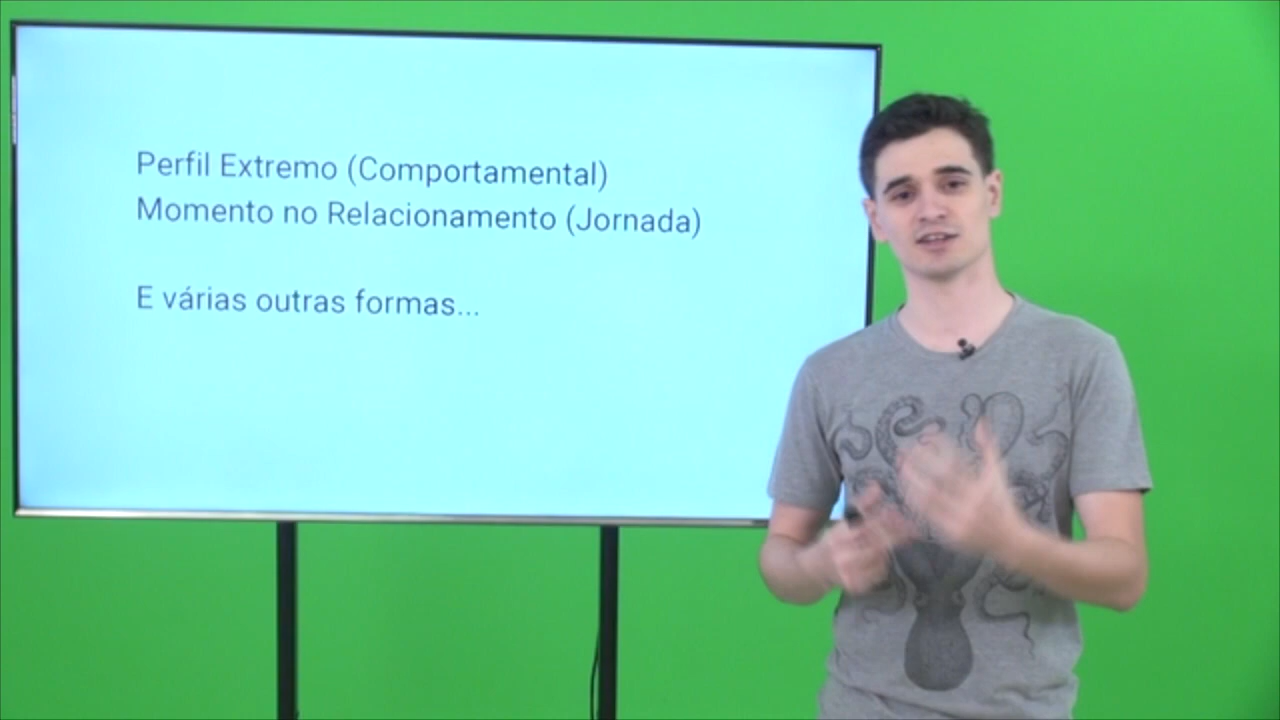 Perfil Extremo (Comportamental)
Momento no Relacionamento (Jornada)
E várias outras formas...